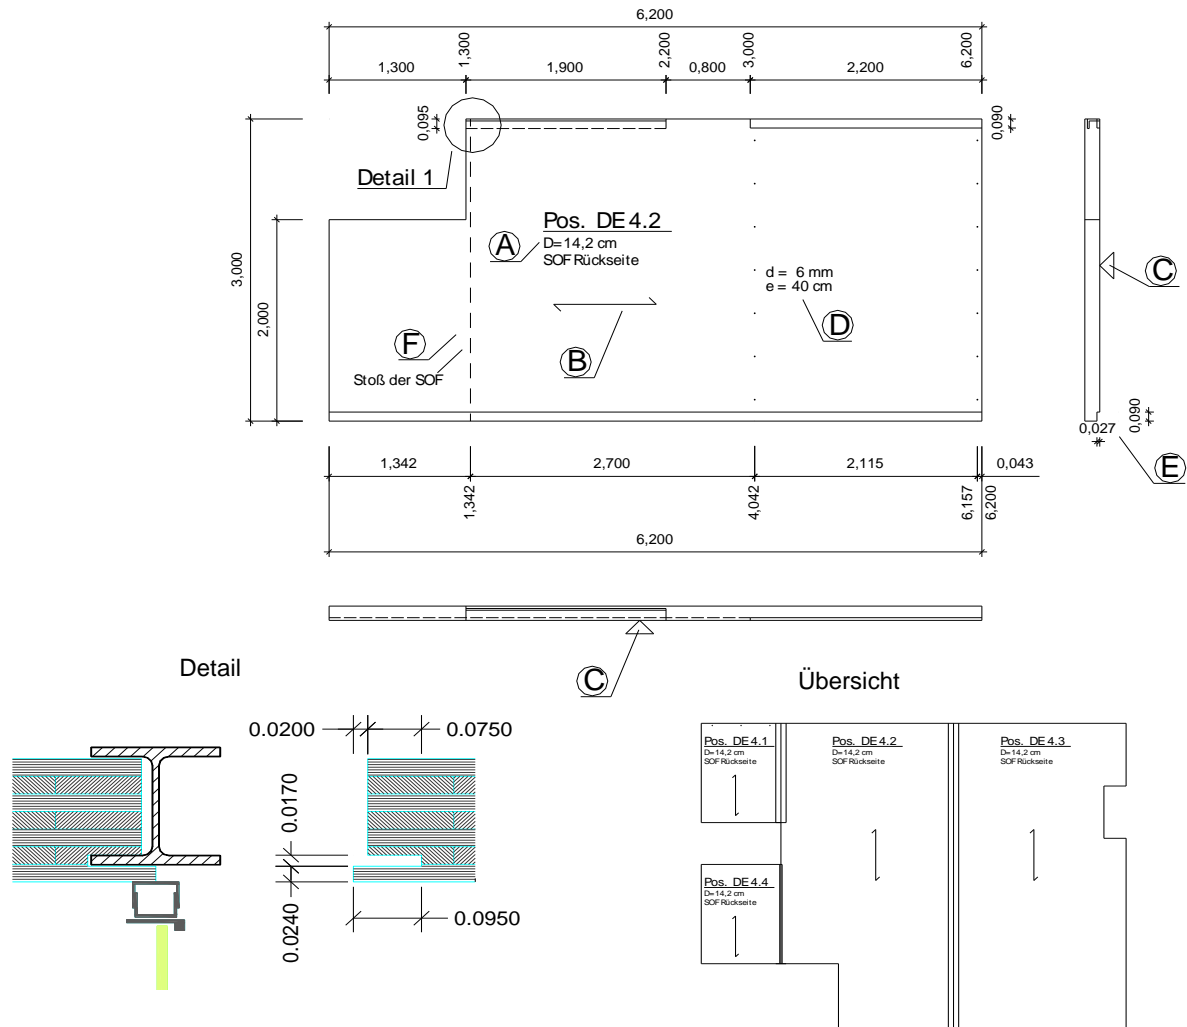 6,200
1,300
2,200
3,000
6,200
1,300
1,900
0,800
2,200
0,095
0,090
Detail 1
Pos. DE 4.2
D=14,2 cm
SOF Rückseite
A
d = 6 mm
e = 40 cm
C
3,000
2,000
D
F
B
Stoß der SOF
0,027
0,090
E
1,342
2,700
2,115
0,043
1,342
4,042
6,157
6,200
6,200
Detail
C
Übersicht
0.0200
0.0750
0.0170
0.0240
0.0950
Pos. DE 4.1
D=14,2 cm
SOF Rückseite
Pos. DE 4.2
D=14,2 cm
SOF Rückseite
Pos. DE 4.3
D=14,2 cm
SOF Rückseite
Pos. DE 4.4
D=14,2 cm
SOF Rückseite